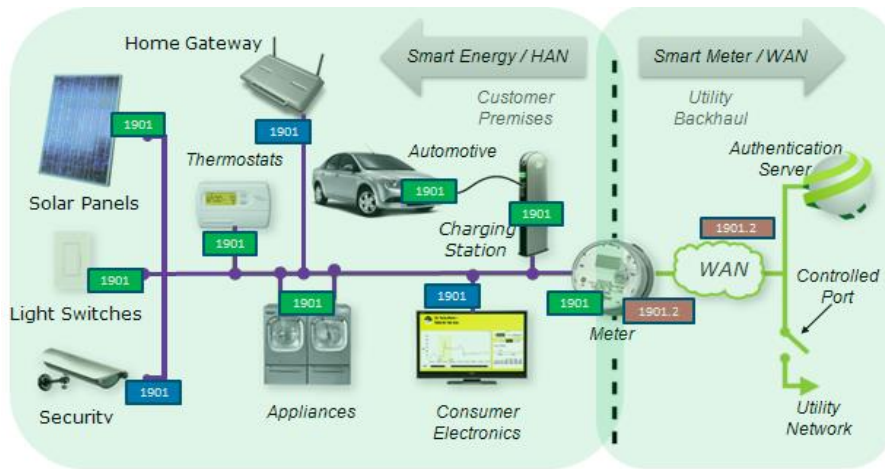 Home Gateway
Smart Energy / HAN
Smart Meter / WAN
Customer
Premises
Utility
Backhaul
1901
1901
Thermostats
Automotive
Authentication
Server
1901
1901
Solar Panels
1901
Charging
Station
1901.2
WAN
Controlled
Port
1901
1901
1901
1901
1901.2
Light Switches
Meter
1901
Security
Appliances
Consumer
Electronics
Utility
Network